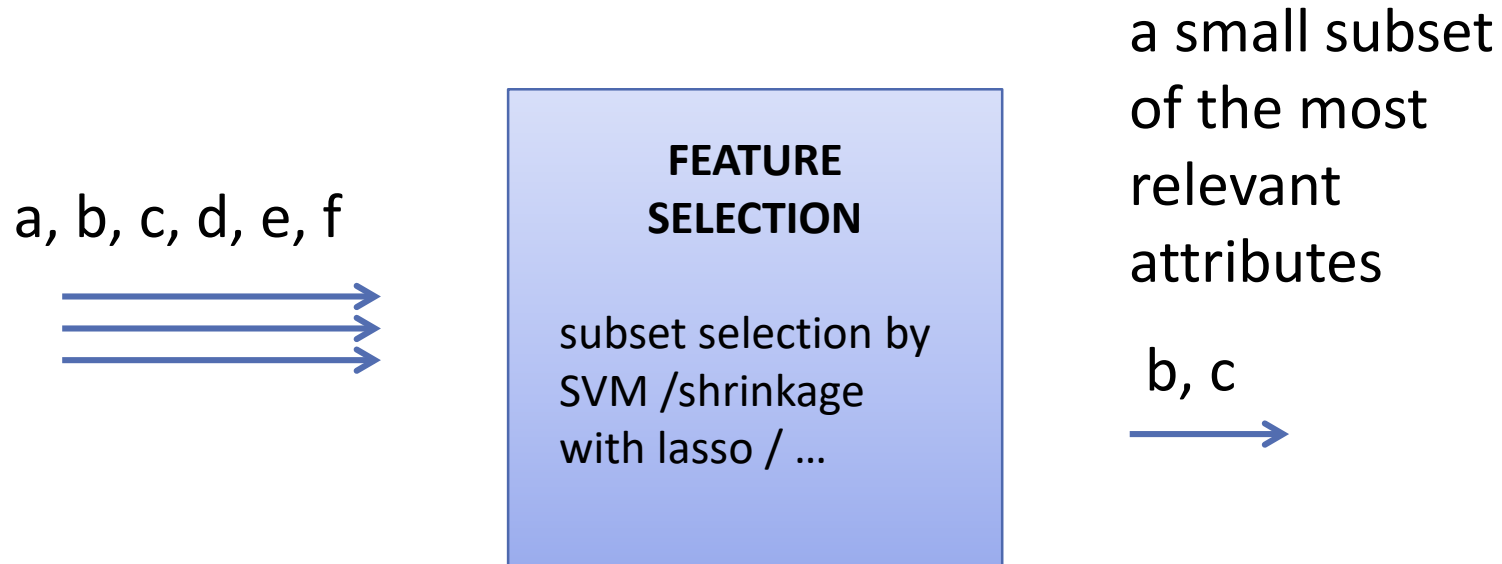 a, b, c, d, e, f
FEATURE
SELECTION
subset selection by
SVM /shrinkage
with lasso / …
a small subset
of the most
relevant
attributes
b, c